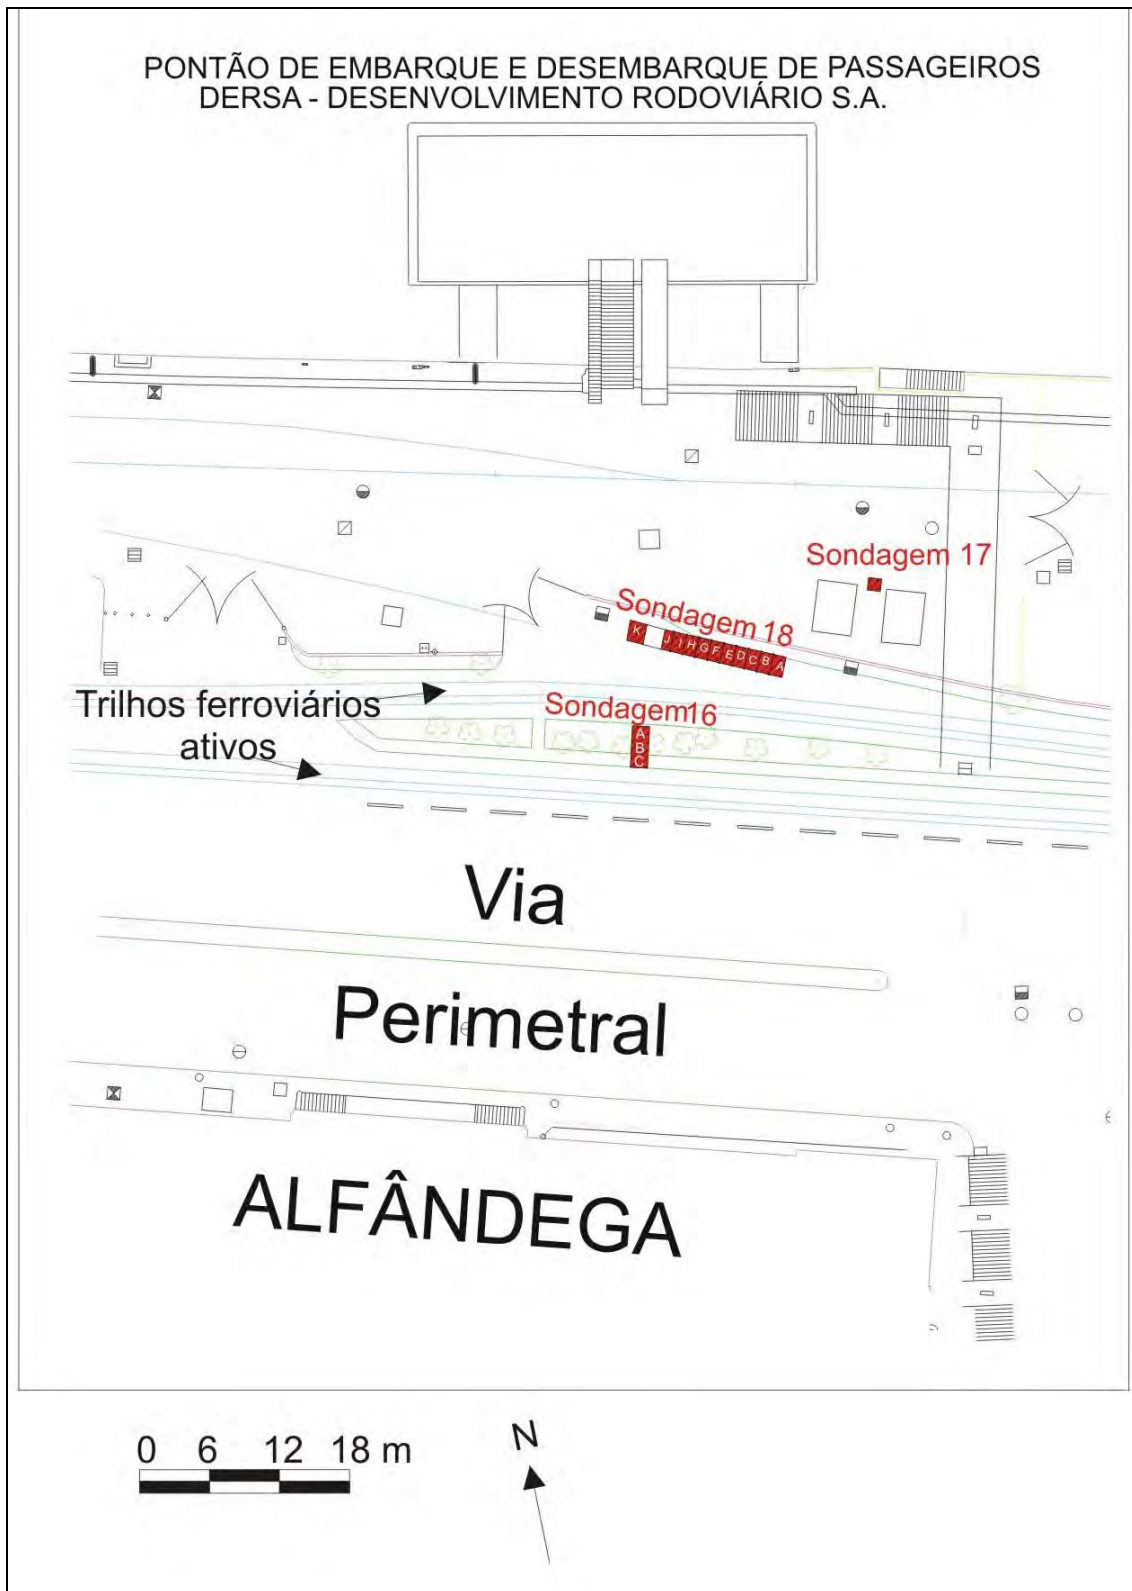 PONTÃO DE EMBARQUE E DESEMBARQUE DE PASSAGEIROS
DERSA - DESENVOLVIMENTO RODOVIÁRIO S.A.
Sondagem 17
Sondagem 18
K J I H G F E D C B A
Trilhos ferroviários
ativos
Sondagem16
A
B
C
Via
Perimetral
ALFÂNDEGA
0 6 12 18 m
N